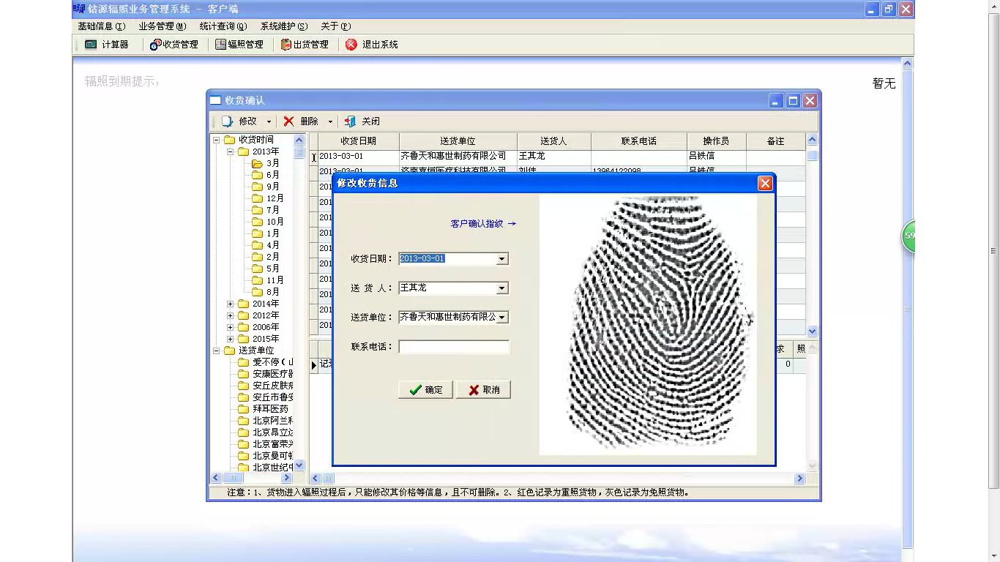 钴源辐照业务管理系统 - 客户端
基础信息(I) 业务管理(M) 统计查询(Q) 系统维护(S) 关于(P)
计算器 收货管理 辐照管理 出货管理 退出系统
辐照到期提示:
暂无
收货确认
修改 删除 关闭
收货时间
2013年
3月
6月
9月
12月
7月
10月
1月
4月
2月
5月
11月
8月
2014年
2012年
2006年
2015年
送货单位
爱不停(山
安康医疗器
安丘皮肤病
安丘市鲁安
拜耳医药
北京阿兰科
北京昂立达
北京富荣兴
北京曼可顿
北京世纪中
收货日期 送货单位 送货人 联系电话 操作员 备注
2013-03-01 齐鲁天和惠世制药有限公司 王其龙 吕铁信
2013-03-01 济南嘉恒医疗科技有限公司 刘佳 13964122098 吕铁信
201
201
201
201
201
201
201
201
201
201
求 照
记录 0
修改收货信息
客户确认指纹 →
收货日期: 2013-03-01
送 货 人: 王其龙
送货单位: 齐鲁天和惠世制药有限公
联系电话:
确定 取消
59
注意:1、货物进入辐照过程后,只能修改其价格等信息,且不可删除。2、红色记录为重照货物,灰色记录为免照货物。